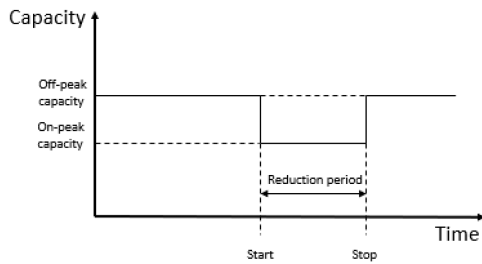 Capacity
Off-peak
capacity
On-peak
capacity
Reduction period
Time
Start
Stop